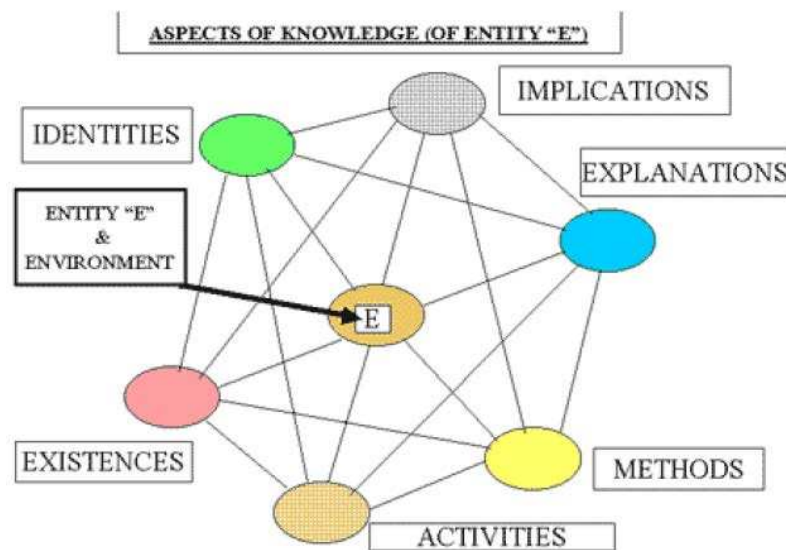 ASPECTS OF KNOWLEDGE (OF ENTITY “E”)
IMPLICATIONS
IDENTITIES
EXPLANATIONS
ENTITY “E”
&
ENVIRONMENT
E
EXISTENCES
METHODS
ACTIVITIES